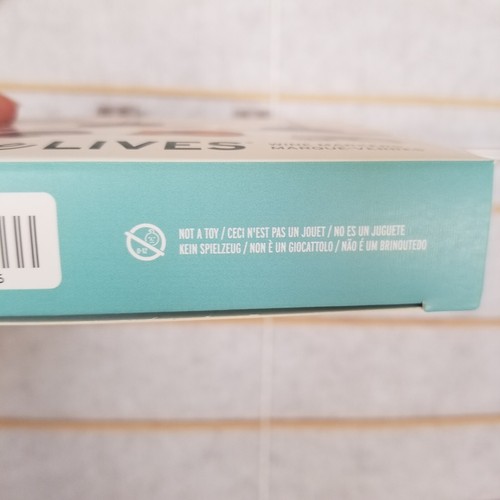 LIVES
NOT A TOY / CECI N'EST PAS UN JOUET / NO ES UN JUGUETE
KEIN SPIELZEUG / NON È UN GIOCATTOLO / NÃO É UM BRINQUTEDO